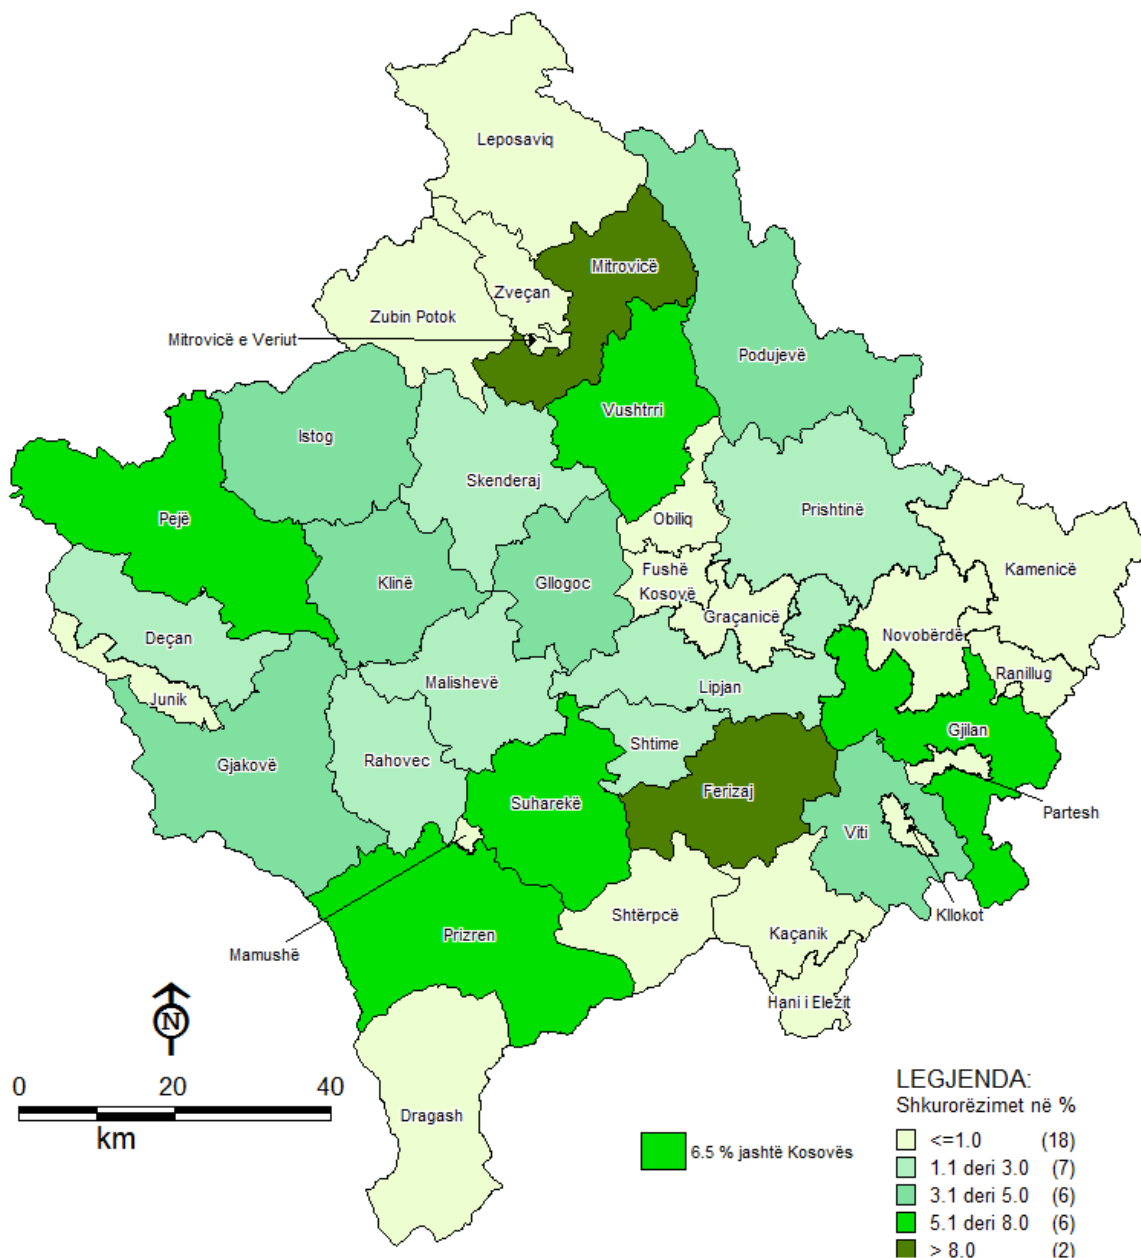 Leposaviq
Mitrovicë
Zveçan
Zubin Potok
Mitrovicë e Veriut
Podujevë
Vushtrri
Istog
Skenderaj
Pejë
Obiliq
Prishtinë
Klinë
Gllogoc
Fushë
Kosovë
Kamenicë
Graçanicë
Deçan
Novobërdë
Ranillug
Junik
Malishevë
Lipjan
Gjilan
Shtime
Gjakovë
Rahovec
Suharekë
Ferizaj
Partesh
Viti
Kllokot
Shtërpcë
Kaçanik
Prizren
Mamushë
Hani i Elezit
Dragash
N
0 20 40
km
6.5 % jashtë Kosovës
LEGJENDA:
Shkurorëzimet në %
<=1.0 (18)
1.1 deri 3.0 (7)
3.1 deri 5.0 (6)
5.1 deri 8.0 (6)
> 8.0 (2)